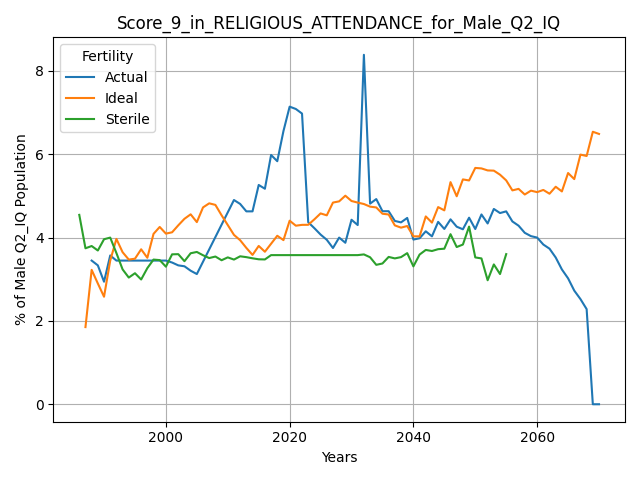 Score_9_in_RELIGIOUS_ATTENDANCE_for_Male_Q2_IQ
Fertility
Actual
Ideal
Sterile
% of Male Q2_IQ Population
8
6
4
2
0
2000
2020
2040
2060
Years